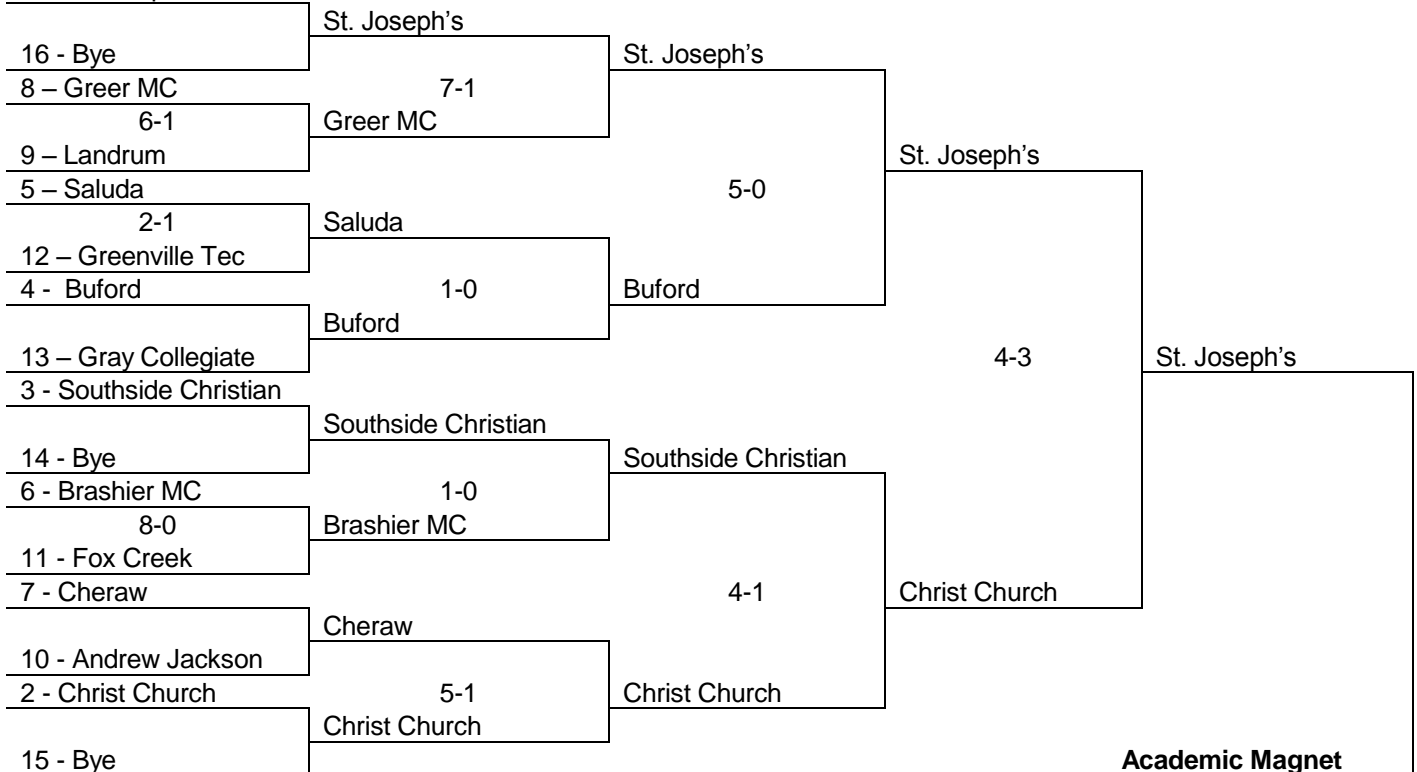 St. Joseph's
16 - Bye
St. Joseph's
8 – Greer MC
7-1
6-1
Greer MC
9 – Landrum
St. Joseph's
5 – Saluda
5-0
2-1
Saluda
12 – Greenville Tec
4 - Buford
1-0
Buford
Buford
13 – Gray Collegiate
4-3
St. Joseph's
3 - Southside Christian
Southside Christian
14 - Bye
Southside Christian
6 - Brashier MC
1-0
8-0
Brashier MC
11 - Fox Creek
7 - Cheraw
4-1
Christ Church
Cheraw
10 - Andrew Jackson
2 - Christ Church
5-1
Christ Church
Christ Church
15 - Bye
Academic Magnet